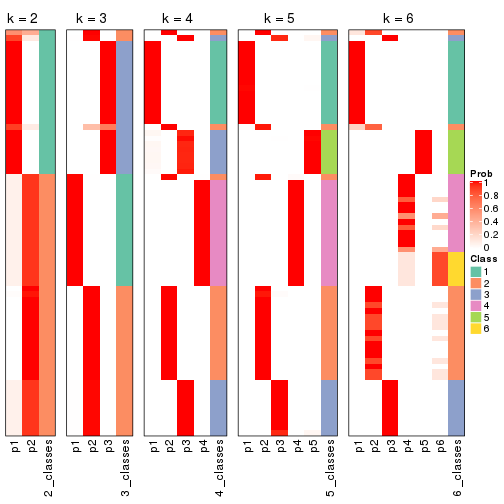 k = 2
k = 3
k = 4
k = 5
k = 6
Prob
1
0.8
0.6
0.4
0.2
0
Class
1
2
3
4
5
6
p1
p2
2_classes
p1
p2
p3
3_classes
p1
p2
p3
p4
4_classes
p1
p2
p3
p4
p5
5_classes
p1
p2
p3
p4
p5
p6
6_classes